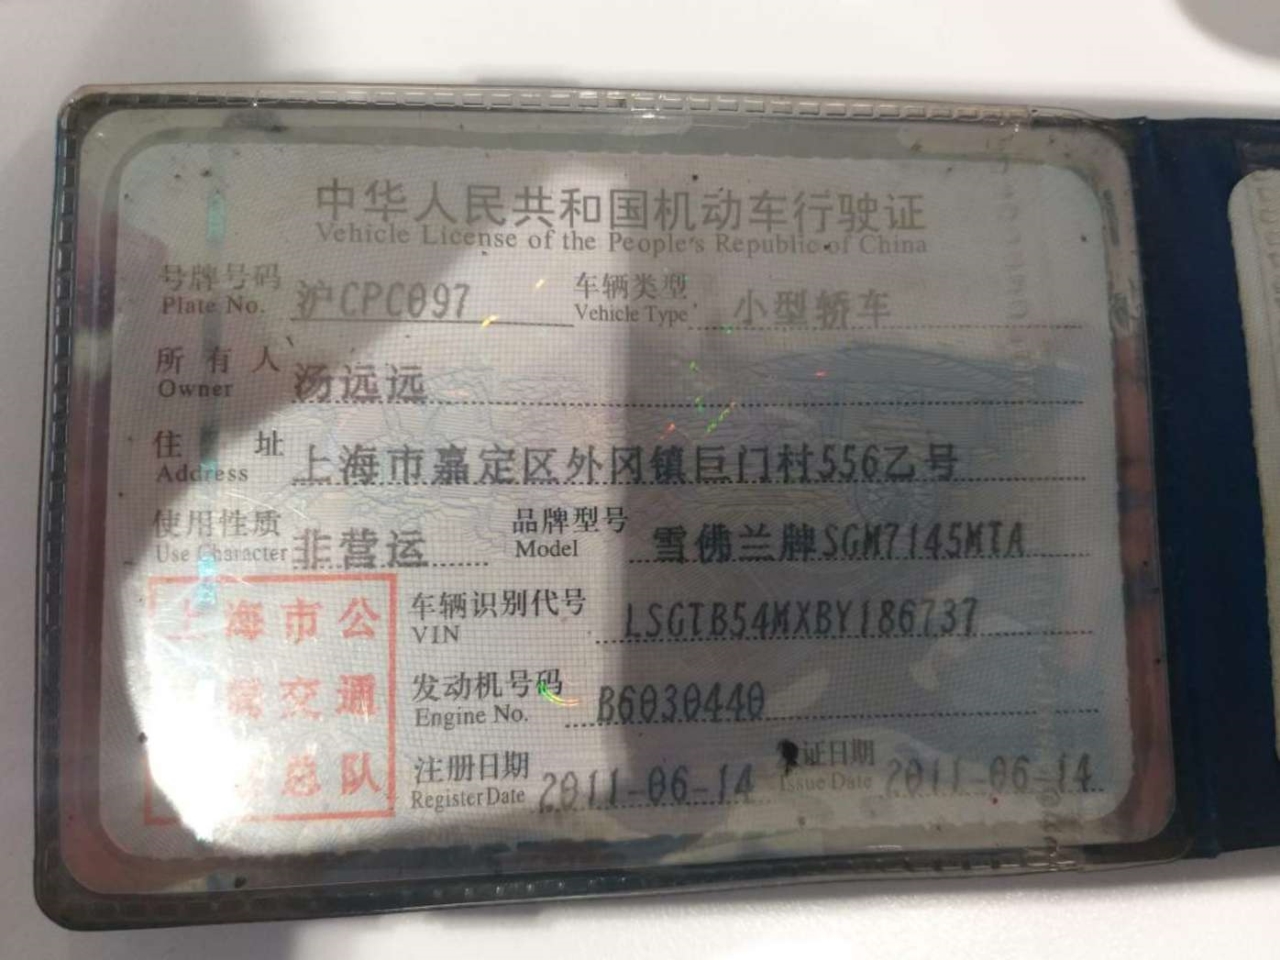 中华人民共和国机动车行驶证
Vehicle License of the People's Republic of China
号牌号码 沪CPC097 车辆类型 小型轿车
Plate No. Vehicle Type
所有人 汤远远
Owner
住址 上海市嘉定区外冈镇巨门村556乙号
Address
使用性质 非营运 品牌型号 雪佛兰牌SGM7145MTA
Use Character Model
上海市公 车辆识别代号 LSGTB54MXBY186737
VIN
交通 发动机号码 B6030440
Engine No.
总队 注册日期 2011-06-14 发证日期 2011-06-14
Register Date Issue Date